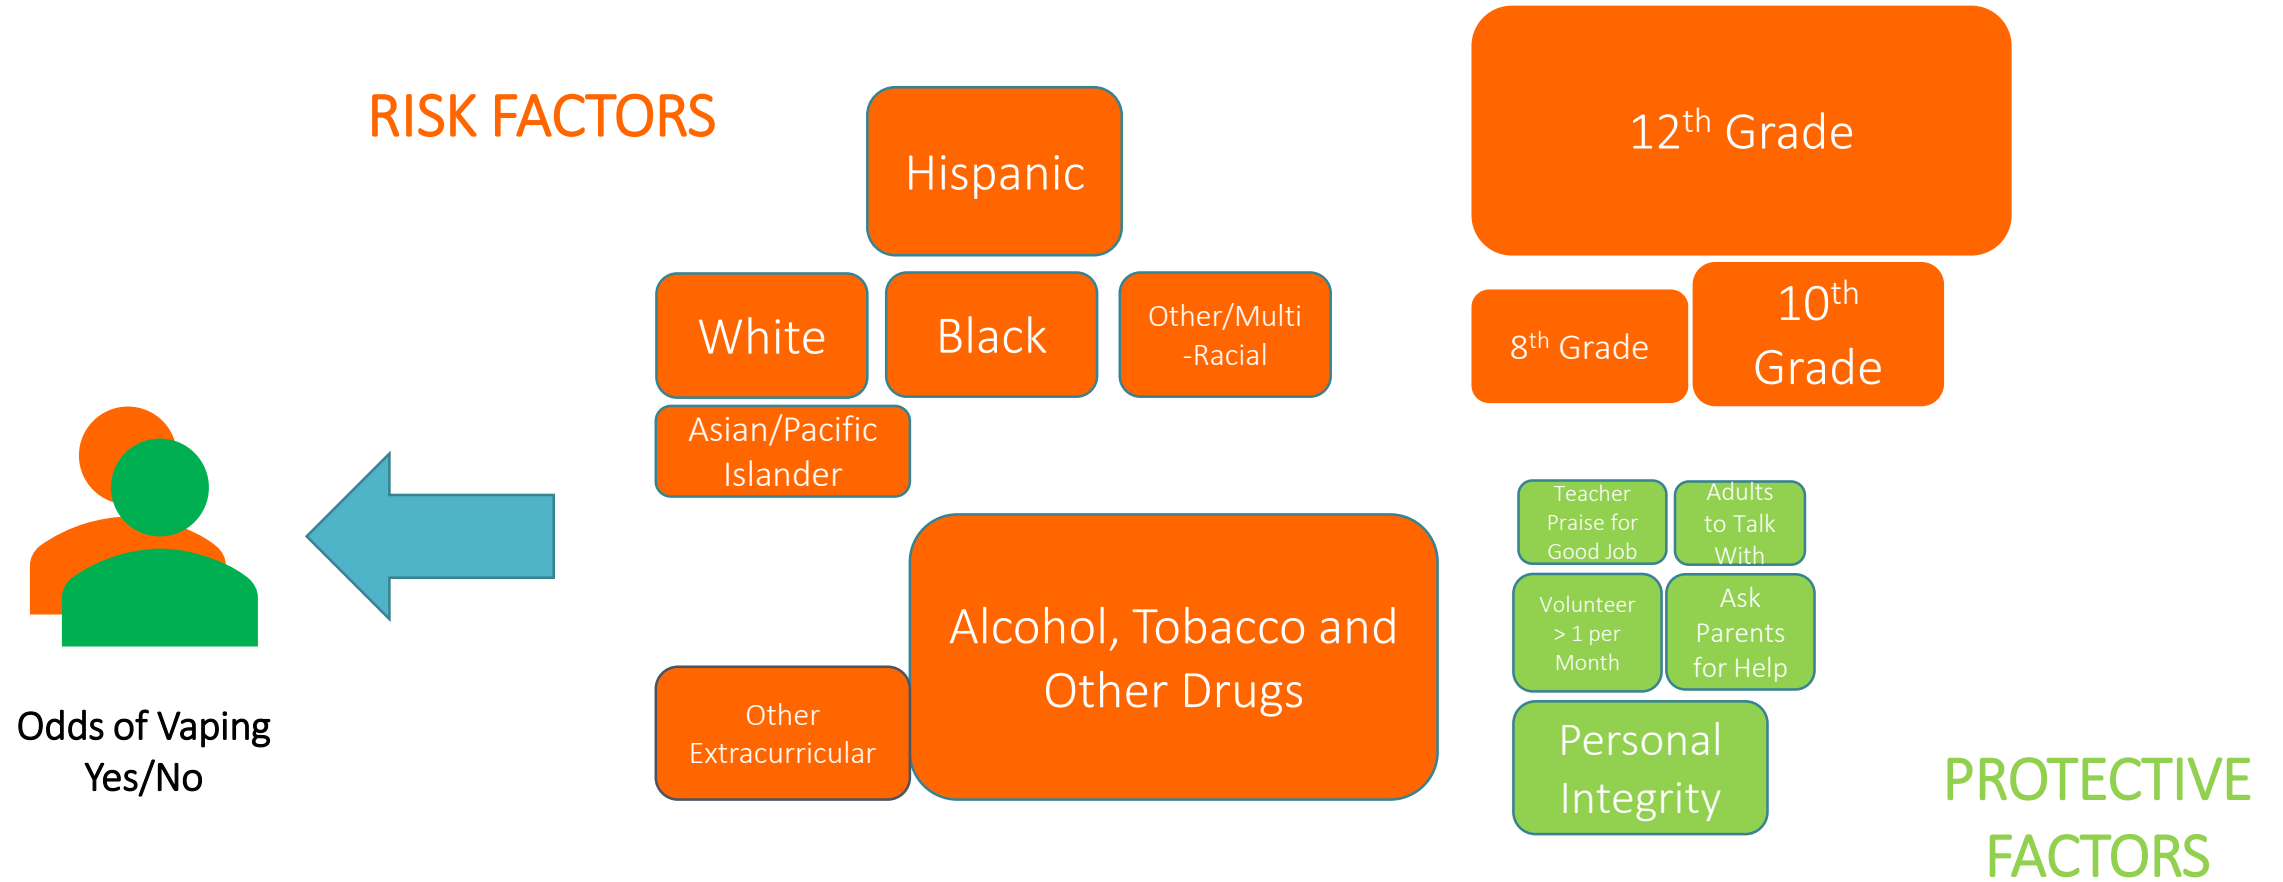 RISK FACTORS
Hispanic
12th Grade
White
Black
Other/Multi
-Racial
8th Grade
10th
Grade
Asian/Pacific
Islander
Alcohol, Tobacco and
Other Drugs
Other
Extracurricular
Teacher
Praise for
Good Job
Adults
to Talk
With
Volunteer
> 1 per
Month
Ask
Parents
for Help
Personal
Integrity
Odds of Vaping
Yes/No
PROTECTIVE
FACTORS